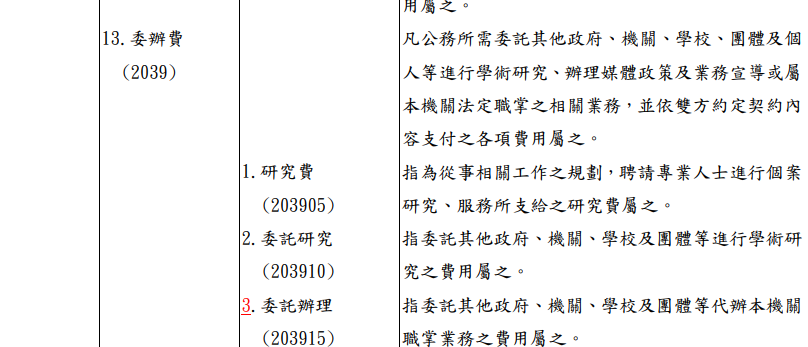 用屬之。
13.委辦費
凡公務所需委託其他政府、機關、學校、團體及個
(2039)
人等進行學術研究、辦理媒體政策及業務宣導或屬
本機關法定職掌之相關業務，並依雙方約定契約內
容支付之各項費用屬之。
1.研究費
指為從事相關工作之規劃，聘請專業人士進行個案
(203905)
研究、服務所支給之研究費屬之。
2.委託研究
指委託其他政府、機關、學校及團體等進行學術研
(203910)
究之費用屬之。
3.委託辦理
指委託其他政府、機關、學校及團體等代辦本機關
(203915)
職掌業務之費用屬之。